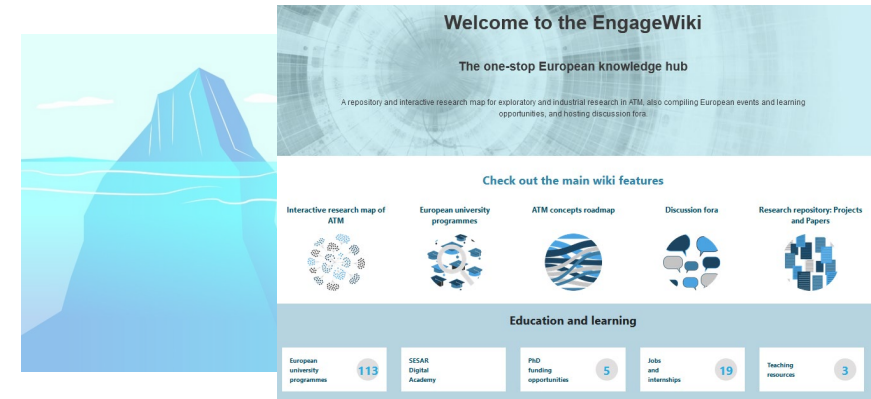 Welcome to the EngageWiki
The one-stop European knowledge hub
A repository and interactive research map for exploratory and industrial research in ATM, also compiling European events and learning
opportunities, and hosting discussion fora.
Check out the main wiki features
Interactive research map of
ATM
European university
programmes
ATM concepts roadmap
Discussion fora
Research repository: Projects
and Papers
Education and learning
European
university
programmes
113
SESAR
Digital
Academy
PhD
funding
opportunities
5
Jobs
and
internships
19
Teaching
resources
3